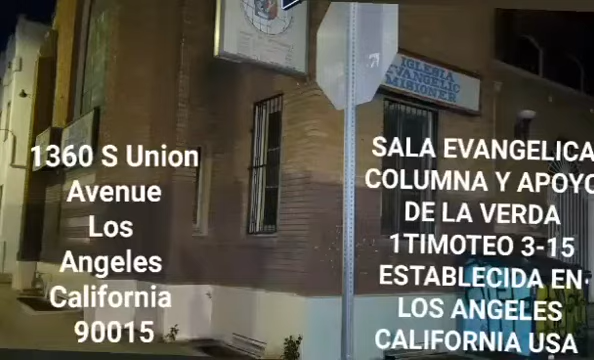 IGLESIA
EVANGELIC
MISIONER
1360 S Union
Avenue
Los
Angeles
California
90015
SALA EVANGELICA
COLUMNA Y APOYO
DE LA VERDA
1TIMOTEO 3-15
ESTABLECIDA EN
LOS ANGELES
CALIFORNIA USA